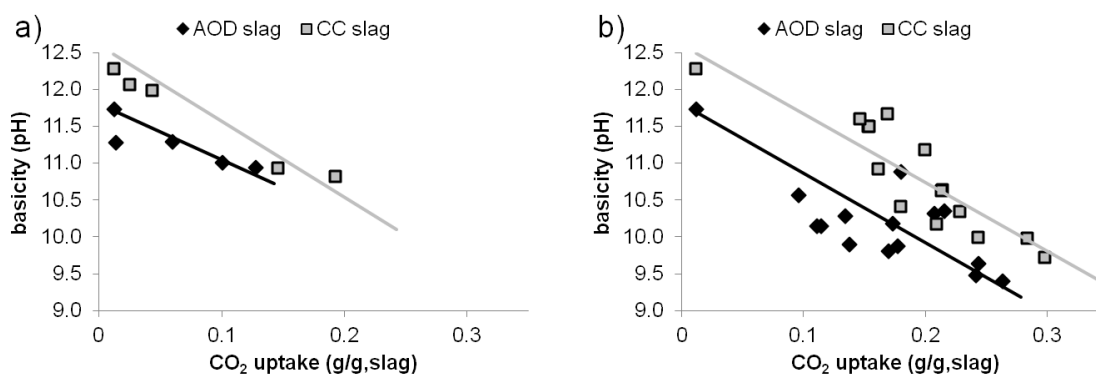 a)
AOD slag CC slag
12.5
12.0
11.5
11.0
10.5
10.0
9.5
9.0
basicity (pH)
0 0.1 0.2 0.3
CO₂ uptake (g/g,slag)
b)
AOD slag CC slag
12.5
12.0
11.5
11.0
10.5
10.0
9.5
9.0
basicity (pH)
0 0.1 0.2 0.3
CO₂ uptake (g/g,slag)